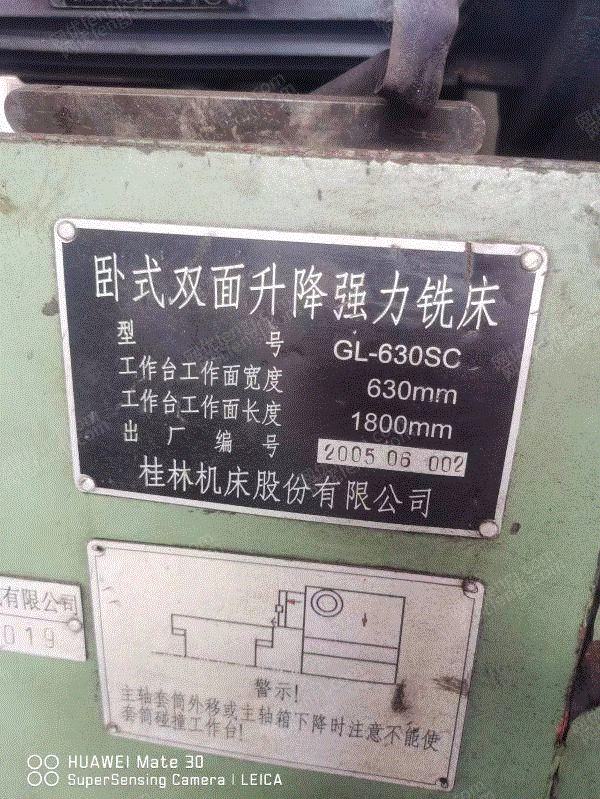 卧式双面升降强力铣床
型号 GL-630SC
工作台工作面宽度 630mm
工作台工作面长度 1800mm
出厂编号 2005 06 002
桂林机床股份有限公司
有限公司
019
警示!
主轴套筒外移或主轴箱下降时注意不能使
套筒碰撞工作台!
HUAWEI Mate 30
SuperSensing Camera | LEICA